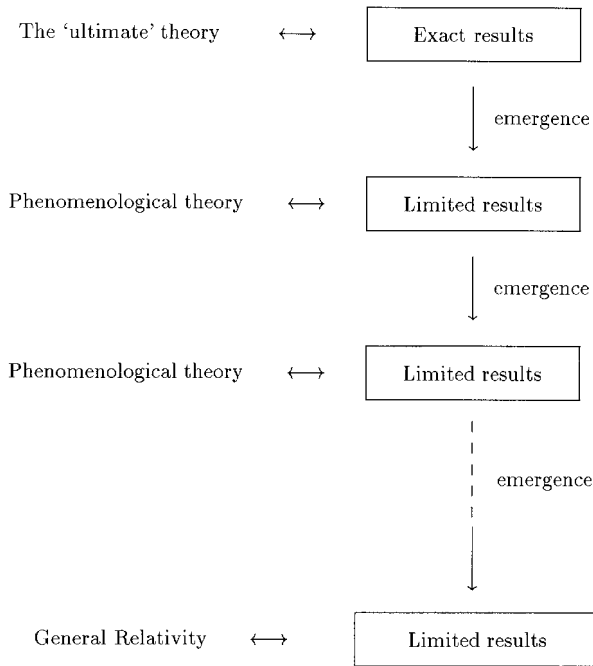 The ‘ultimate’ theory ↔ Exact results
emergence
Phenomenological theory ↔ Limited results
emergence
Phenomenological theory ↔ Limited results
emergence
General Relativity ↔ Limited results